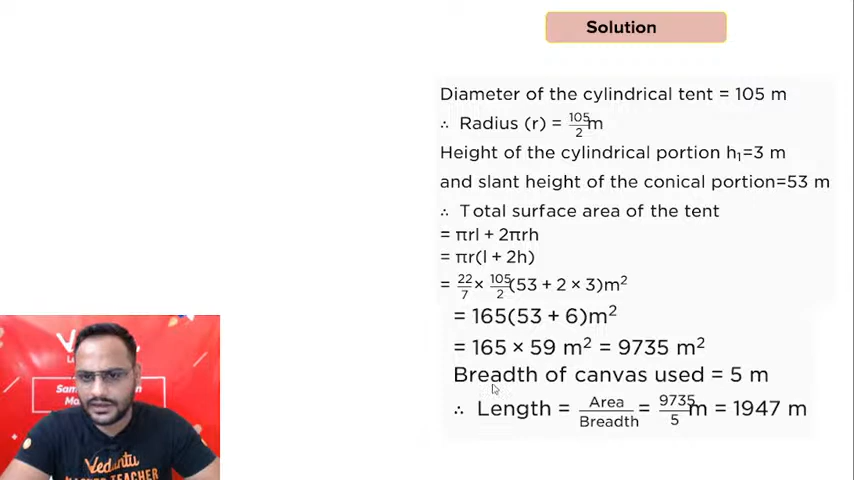 Solution
Diameter of the cylindrical tent = 105 m
∴ Radius (r) = 105/2 m
Height of the cylindrical portion h₁=3 m
and slant height of the conical portion=53 m
∴ Total surface area of the tent
= πrl + 2πrh
= πr(l + 2h)
= 22/7 × 105/2 (53 + 2 × 3)m²
= 165(53 + 6)m²
= 165 × 59 m² = 9735 m²
Breadth of canvas used = 5 m
∴ Length = Area/Breadth = 9735/5 m = 1947 m
Vedantu